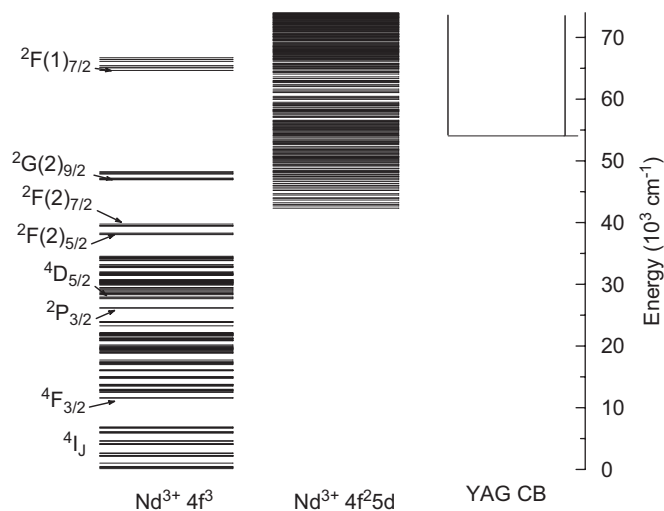 ²F(1)₇/₂
²G(2)₉/₂
²F(2)₇/₂
²F(2)₅/₂
⁴D₅/₂
²P₃/₂
⁴F₃/₂
⁴I_J
70
60
50
40
30
20
10
0
Energy (10³ cm⁻¹)
Nd³⁺ 4f³
Nd³⁺ 4f²5d
YAG CB